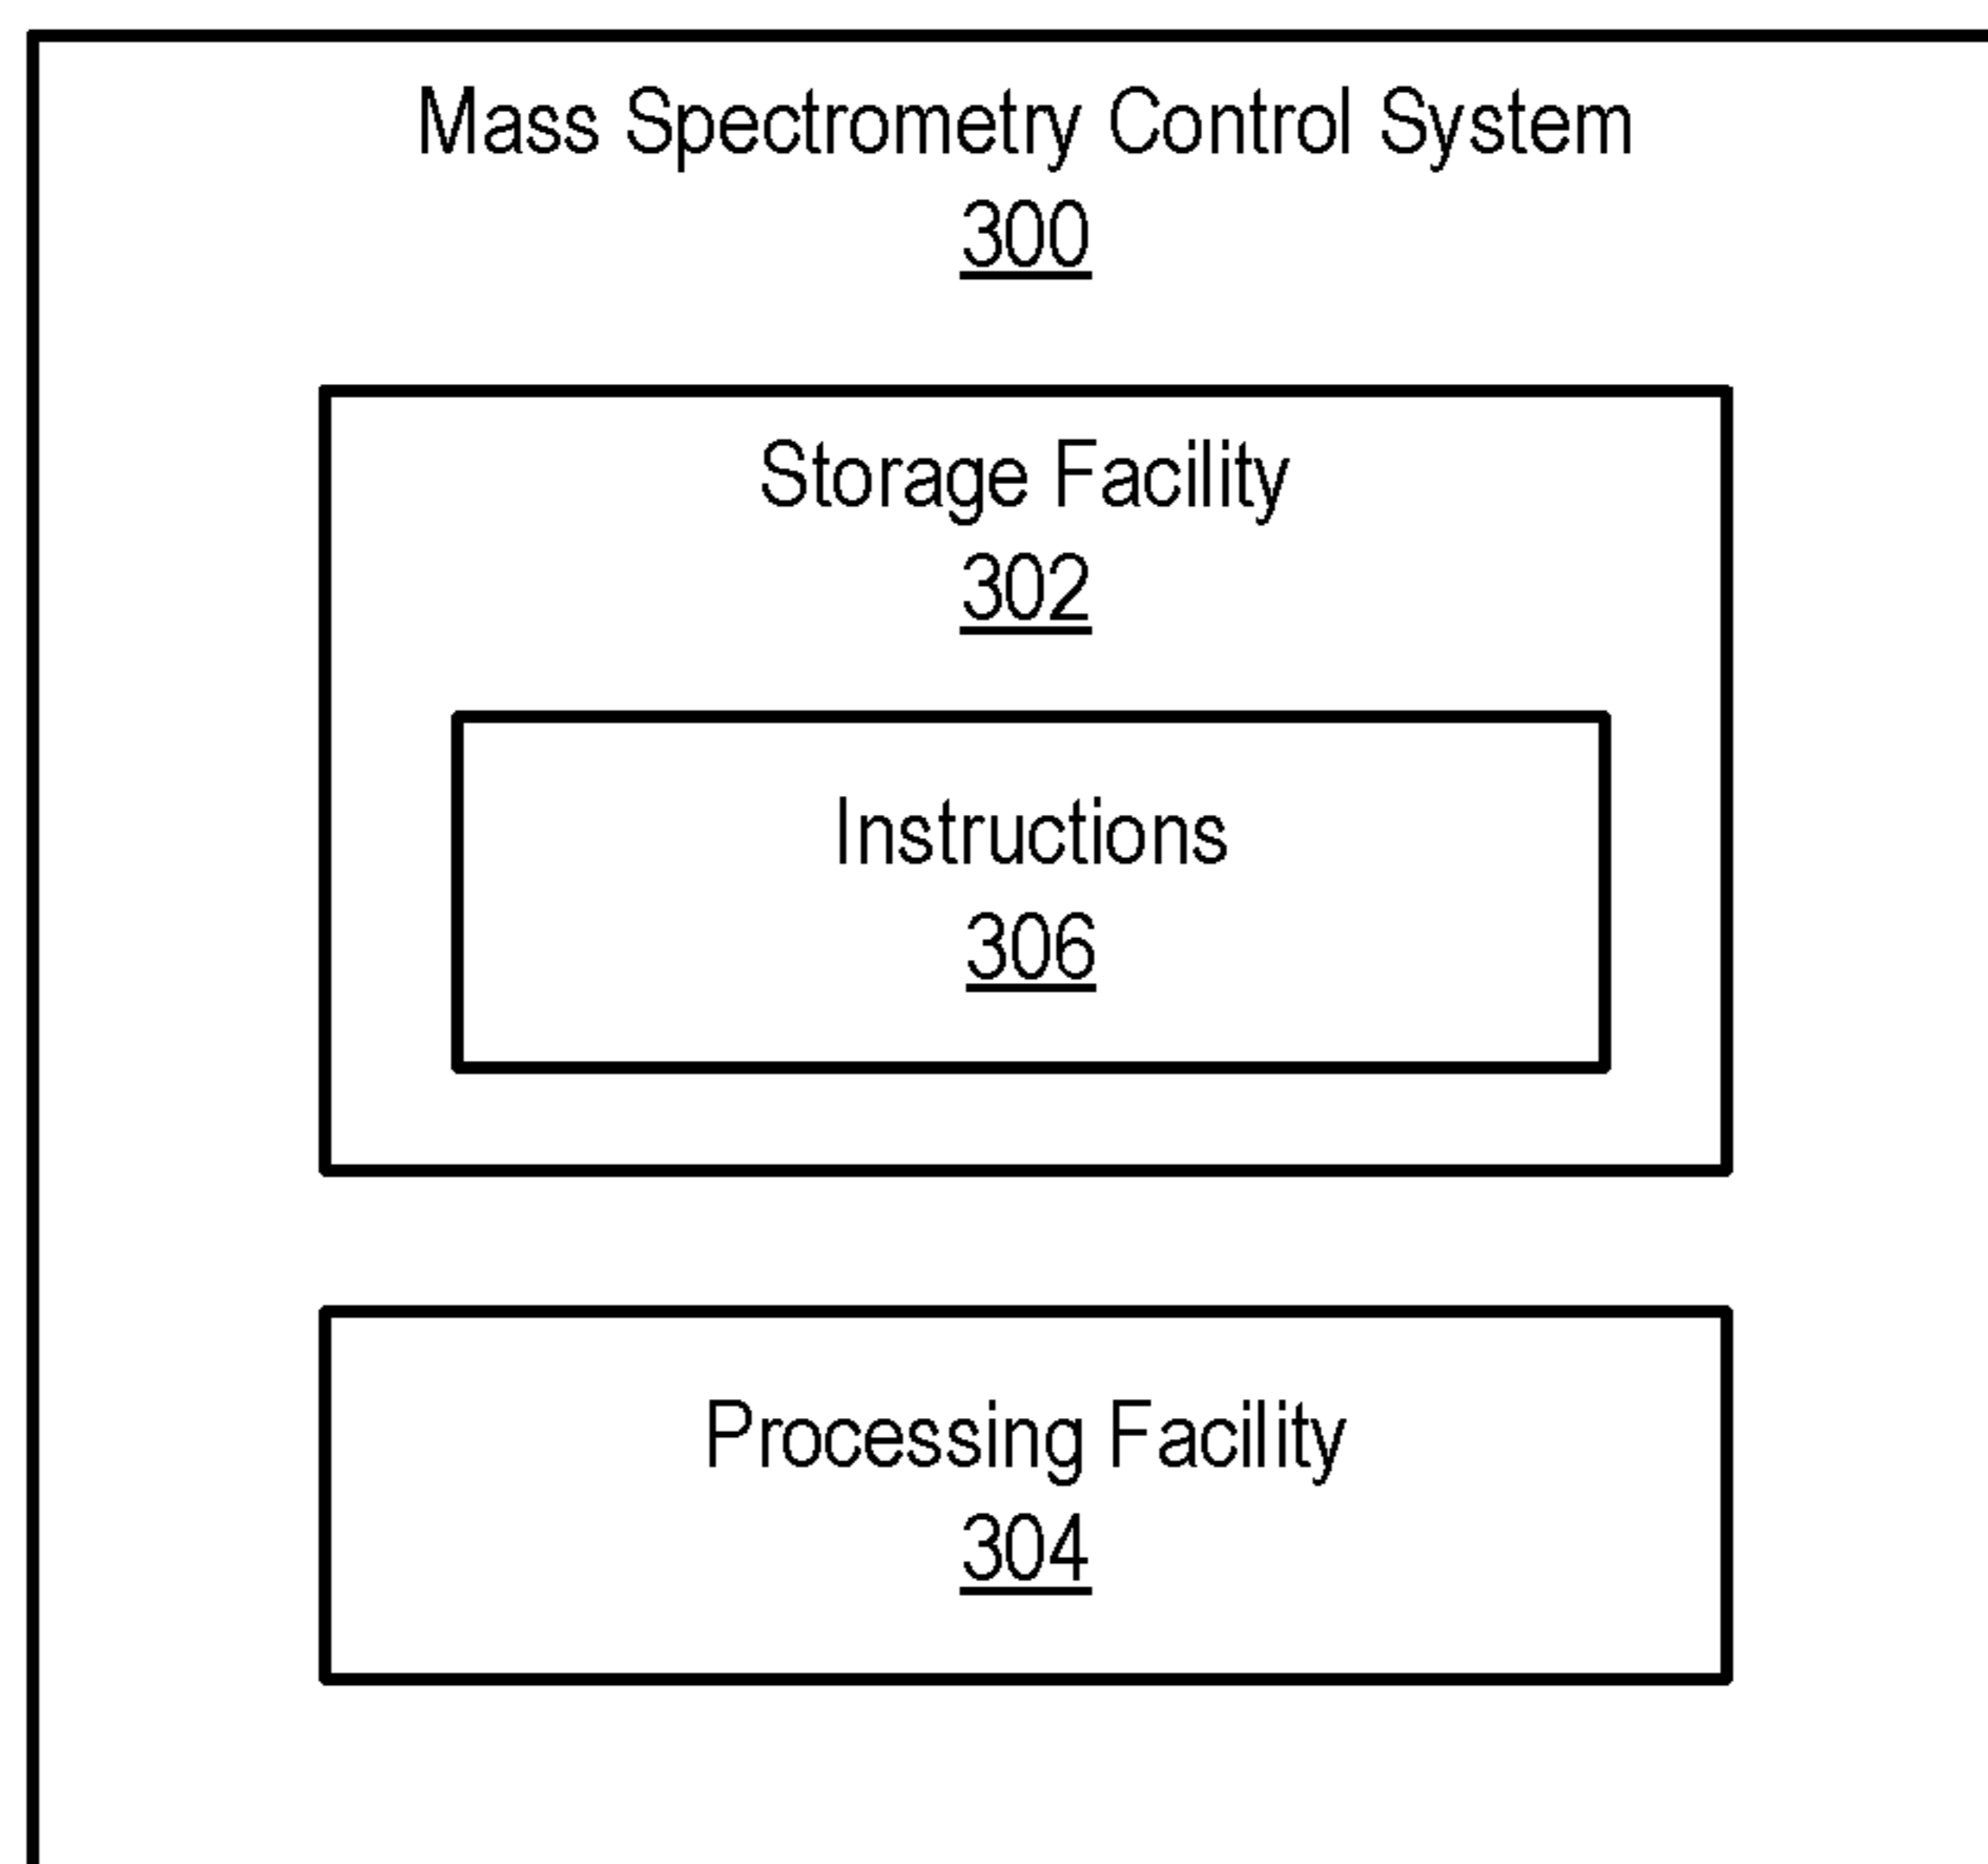 Mass Spectrometry Control System
300
Storage Facility
302
Instructions
306
Processing Facility
304